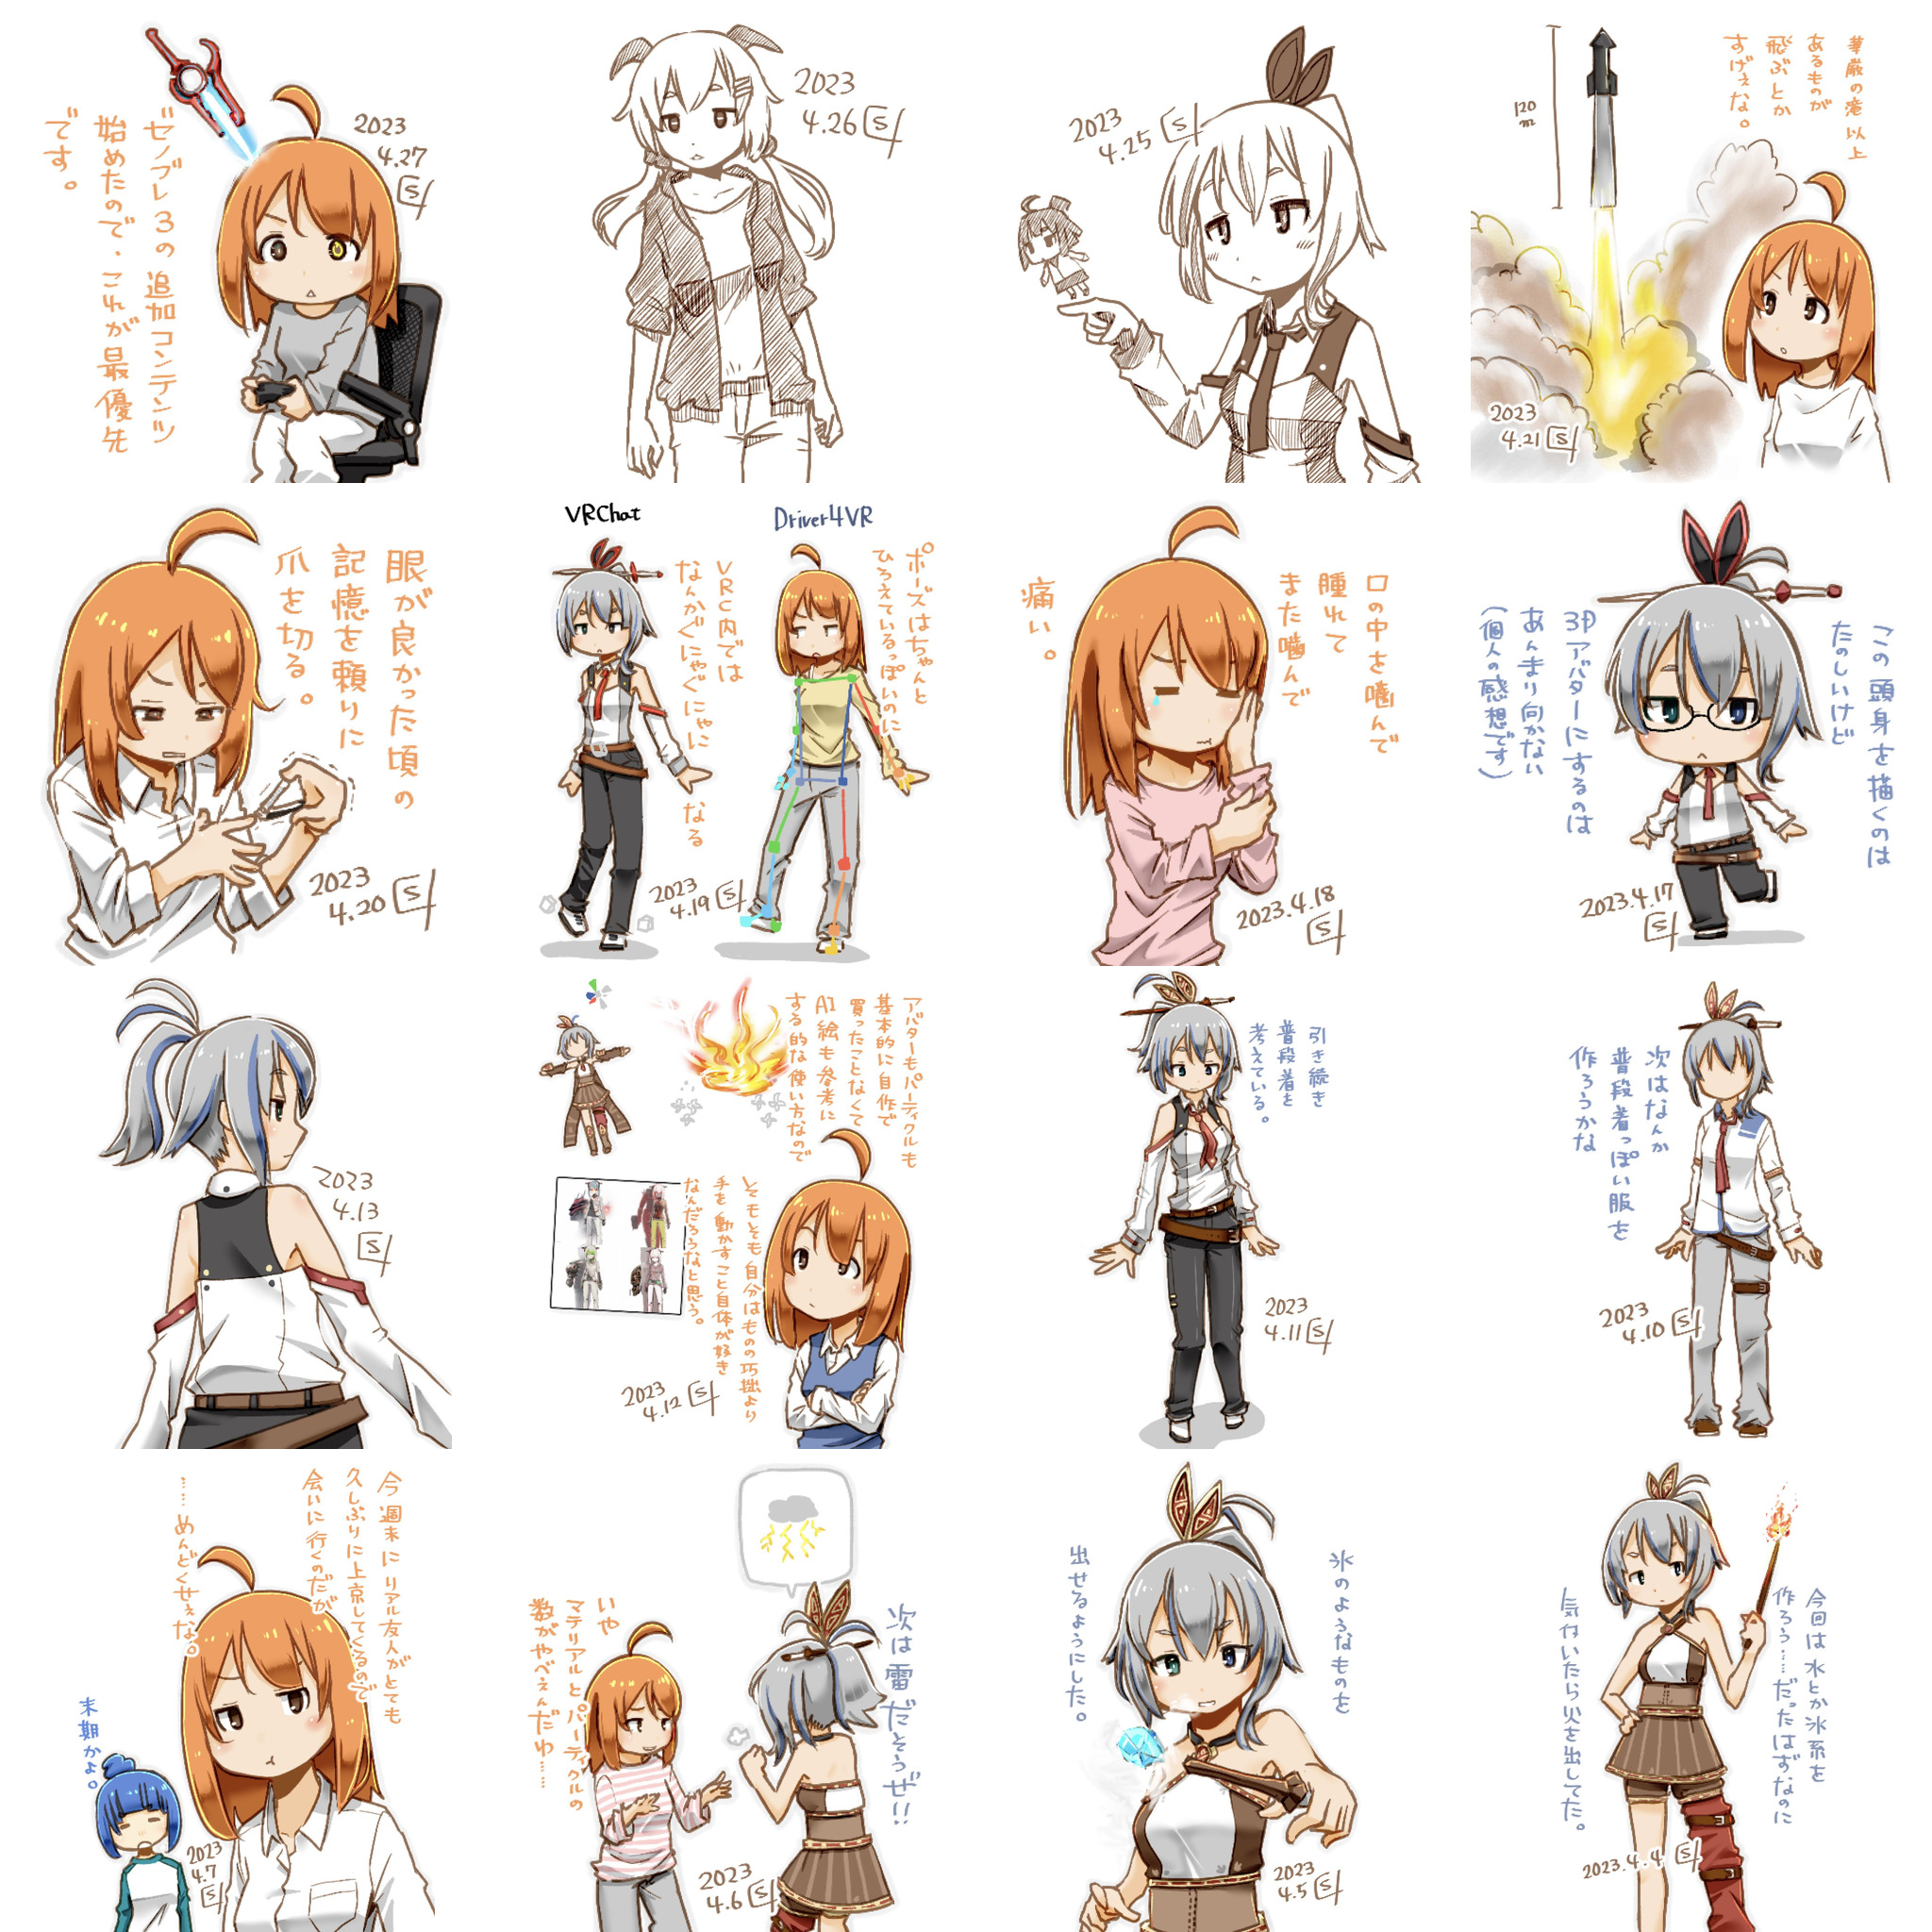 2023
4.27
ゼノブレ3の追加コンテンツ
始めたので、これが最優先
です。
2023
4.26
2023
4.25
華厳の滝以上
あるものが
飛ぶとか
すげぇな。
120
m
2023
4.21
眼が良かった頃の
記憶を頼りに
爪を切る。
2023
4.20
VRChat
Driver4VR
ポーズはちゃんと
ひろえているっぽいのに
VRC内では
なんかぐにゃぐにゃに
なる
2023
4.19
口の中を噛んで
腫れて
また噛んで
痛い。
2023.4.18
この頭身を描くのは
たのしいけど
3Pアバターにするのは
あんまり向かない
(個人の感想です)
2023.4.17
2023
4.13
アバターもパーティクルも
基本的に自作で
買ったことなくて
AI絵も参考に
する的な使い方なので
そもそも自分はものの巧拙より
手を動かすこと自体が好き
なんだろうなと思う。
2023
4.12
引き続き
普段着を
考えている。
2023
4.11
次はなんか
普段着っぽい服を
作ろうかな
2023
4.10
今週末にリアル友人がとても
久しぶりに上京してくるので
会いに行くのだが
……めんどくせぇな。
末期かよ。
2023
4.7
次は雷だそうぜ!!
いや
マテリアルとパーティクルの
数がやべぇんだわ……
2023
4.6
氷のようなものを
出せるようにした。
2023
4.5
今回は水とか氷系を
作ろう……だったはずなのに
気付いたら火を出してた。
2023.4.4